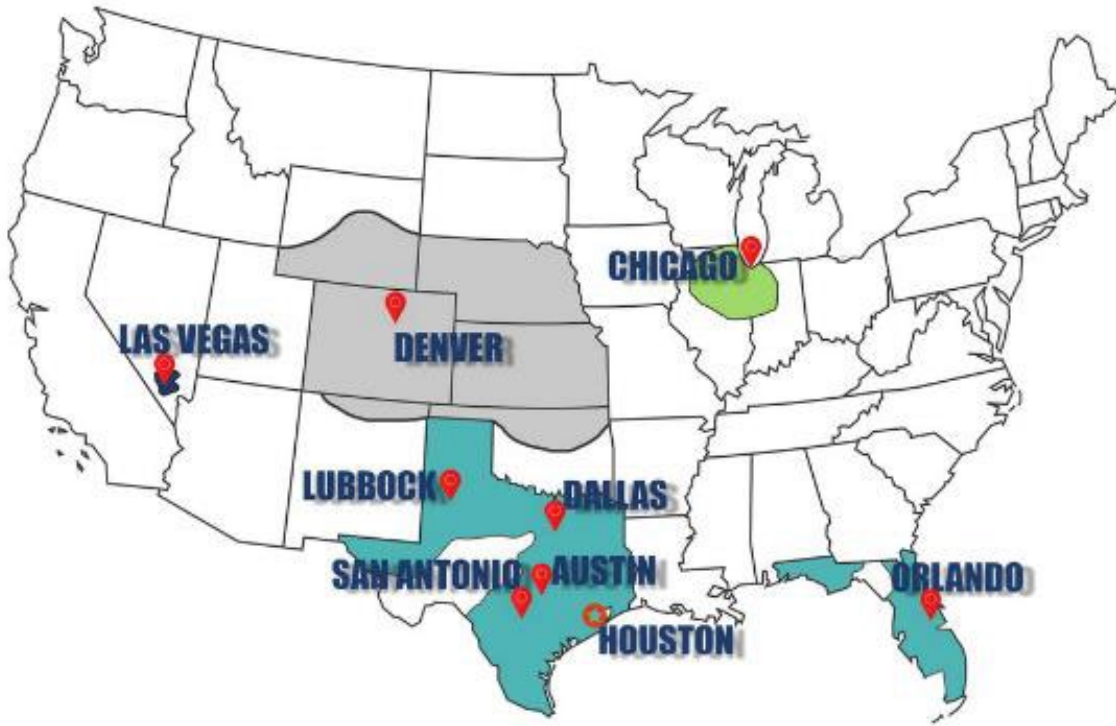 CHICAGO
LAS VEGAS
DENVER
LUBBOCK
DALLAS
SAN ANTONIO
AUSTIN
ORLANDO
HOUSTON